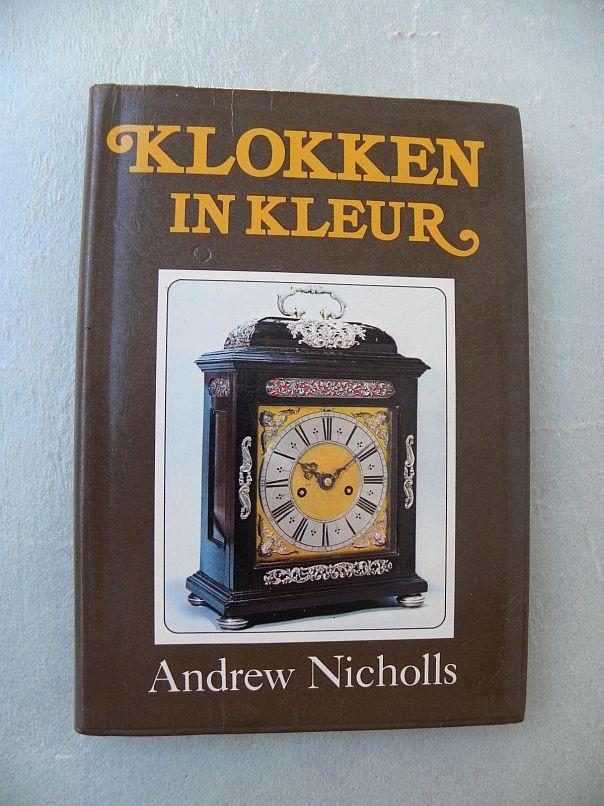 KLOKKEN
IN KLEUR
Andrew Nicholls